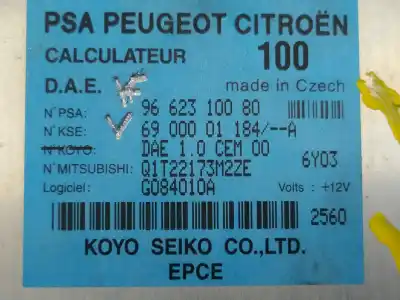 PSA PEUGEOT CITROËN
CALCULATEUR 100
D.A.E. made in Czech
N°PSA: 96 623 100 80
N°KSE: 69 000 01 184/--A
N°KOYO: DAE 1.0 CEM 00
N°MITSUBISHI: Q1T22173M2ZE 6Y03
Logiciel: G084010A Volts : +12V
2560
KOYO SEIKO CO.,LTD.
EPCE